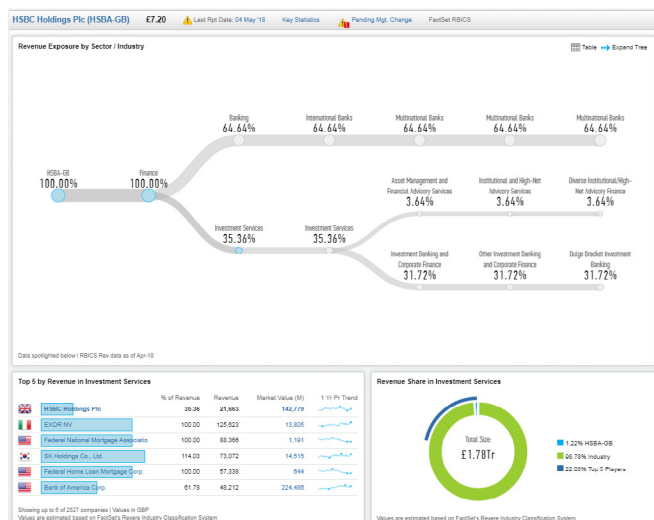 HSBC Holdings Plc (HSBA-GB) £7.20 Last Rpt Date: 04 May '18 Key Statistics Pending Mgt. Change FactSet RBICS
Revenue Exposure by Sector / Industry Table Expand Tree
Banking International Banks Multinational Banks Multinational Banks Multinational Banks
64.64% 64.64% 64.64% 64.64% 64.64%
HSBA-GB Finance
100.00% 100.00%
Asset Management and Institutional and High-Net Diverse Institutional/High-
Financial Advisory Services Advisory Services Net Advisory Finance
3.64% 3.64% 3.64%
Investment Services Investment Services
35.36% 35.36%
Investment Banking and Other Investment Banking Bulge Bracket Investment
Corporate Finance and Corporate Finance Banking
31.72% 31.72% 31.72%
Data spotlighted below | RBICS Rev data as of Apr-18
Top 5 by Revenue in Investment Services
% of Revenue Revenue Market Value (M) 1 Yr Pr Trend
HSBC Holdings Plc 35.36 21,663 142,779
EXOR NV 100.00 125,623 13,805
Federal National Mortgage Associatio 100.00 88,366 1,191
SK Holdings Co., Ltd. 114.03 73,072 14,515
Federal Home Loan Mortgage Corp. 100.00 57,338 644
Bank of America Corp. 61.78 48,212 224,486
Showing up to 6 of 2527 companies | Values in GBP
Values are estimated based on FactSet's Revere Industry Classification System
Revenue Share in Investment Services
Total Size:
£1.78Tr
1.22% HSBA-GB
98.78% Industry
22.03% Top 5 Players
Values are estimated based on FactSet's Revere Industry Classification System